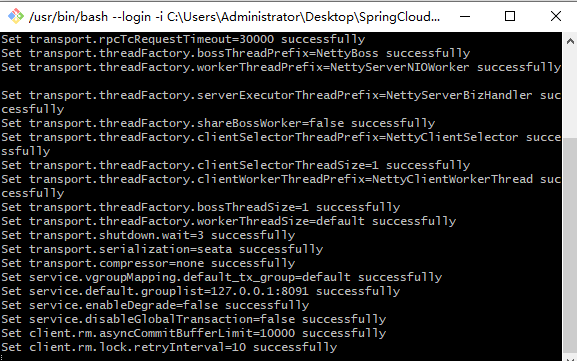 /usr/bin/bash --login -i C:\Users\Administrator\Desktop\SpringCloud...
Set transport.rpcTcRequestTimeout=30000 successfully
Set transport.threadFactory.bossThreadPrefix=NettyBoss successfully
Set transport.threadFactory.workerThreadPrefix=NettyServerNIOWorker successfully
Set transport.threadFactory.serverExecutorThreadPrefix=NettyServerBizHandler suc
cessfully
Set transport.threadFactory.shareBossWorker=false successfully
Set transport.threadFactory.clientSelectorThreadPrefix=NettyClientSelector succe
ssfully
Set transport.threadFactory.clientSelectorThreadSize=1 successfully
Set transport.threadFactory.clientWorkerThreadPrefix=NettyClientWorkerThread suc
cessfully
Set transport.threadFactory.bossThreadSize=1 successfully
Set transport.threadFactory.workerThreadSize=default successfully
Set transport.shutdown.wait=3 successfully
Set transport.serialization=seata successfully
Set transport.compressor=none successfully
Set service.vgroupMapping.default_tx_group=default successfully
Set service.default.grouplist=127.0.0.1:8091 successfully
Set service.enableDegrade=false successfully
Set service.disableGlobalTransaction=false successfully
Set client.rm.asyncCommitBufferLimit=10000 successfully
Set client.rm.lock.retryInterval=10 successfully